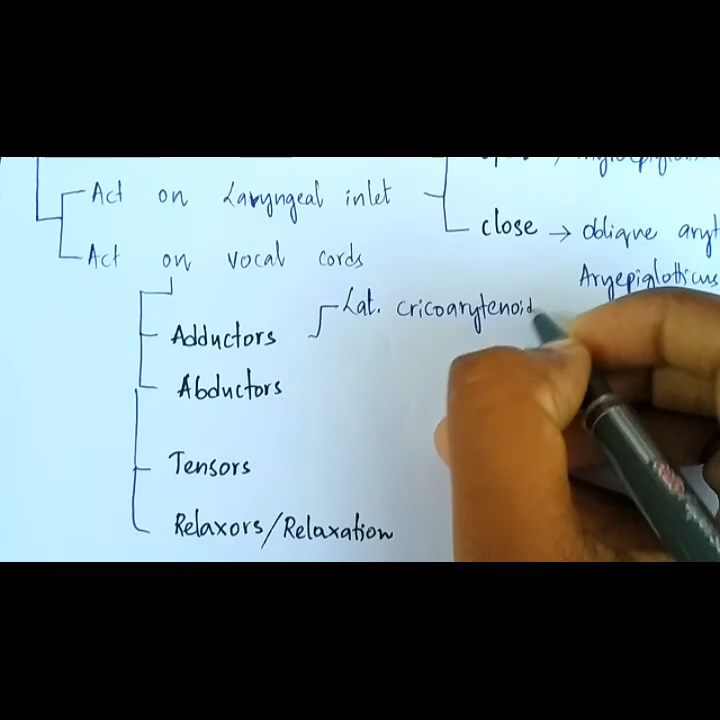 Act on Laryngeal inlet
close → oblique aryt
Act on vocal cords
Aryepiglotticus
Lat. cricoarytenoid
Adductors
Abductors
Tensors
Relaxors/Relaxation